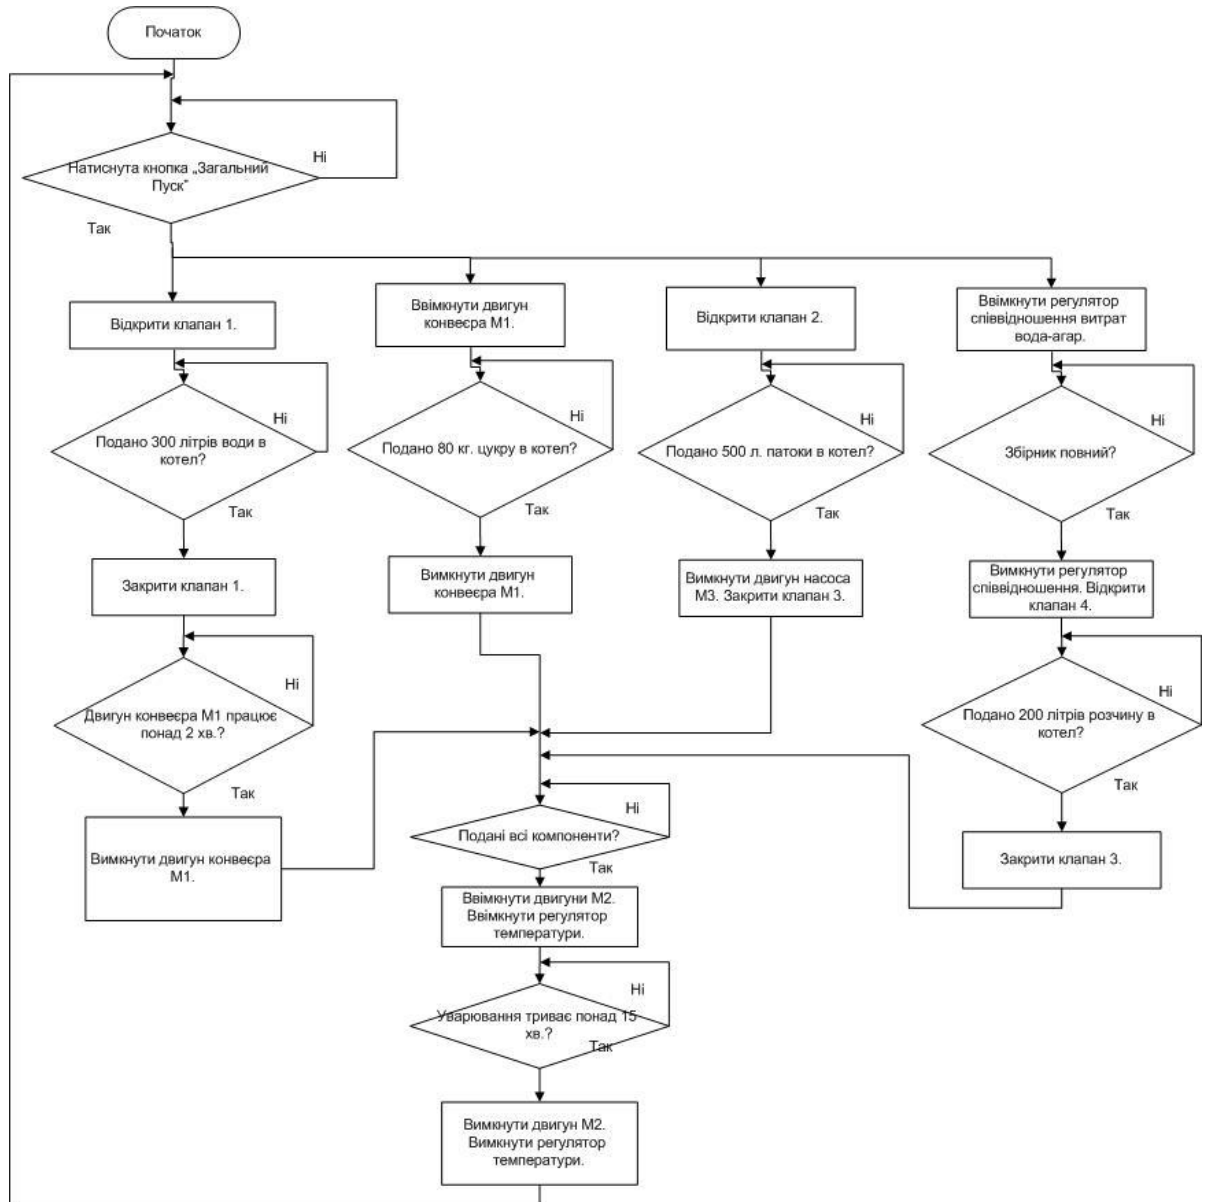 Початок
Ні
Натиснута кнопка „Загальний
Пуск"
Так
Відкрити клапан 1.
Ввімкнути двигун
конвеєра М1.
Відкрити клапан 2.
Ввімкнути регулятор
співвідношення витрат
вода-агар.
Ні
Подано 300 літрів води в
котел?
Так
Ні
Подано 80 кг. цукру в котел?
Так
Ні
Подано 500 л. патоки в котел?
Так
Ні
Збірник повний?
Так
Закрити клапан 1.
Вимкнути двигун
конвеєра М1.
Вимкнути двигун насоса
М3. Закрити клапан 3.
Вимкнути регулятор
співвідношення. Відкрити
клапан 4.
Ні
Двигун конвеєра М1 працює
понад 2 хв.?
Так
Ні
Подано 200 літрів розчину в
котел?
Так
Вимкнути двигун конвеєра
М1.
Ні
Подані всі компоненти?
Так
Закрити клапан 3.
Ввімкнути двигуни М2.
Ввімкнути регулятор
температури.
Ні
Уварювання триває понад 15
хв.?
Так
Вимкнути двигун М2.
Вимкнути регулятор
температури.